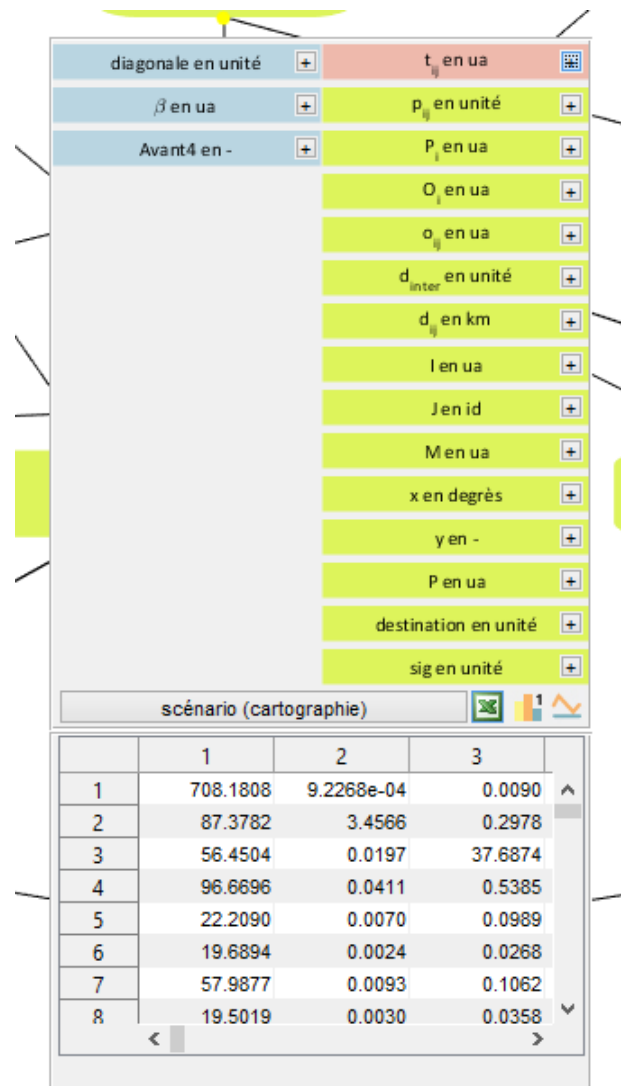 diagonale en unité + t_ij en ua
β en ua + p_ij en unité +
Avant4 en - + P_i en ua +
O_i en ua +
o_ij en ua +
d_inter en unité +
d_ij en km +
I en ua +
J en id +
M en ua +
x en degrès +
y en - +
P en ua +
destination en unité +
sig en unité +
scénario (cartographie) 1
1 2 3
1 708.1808 9.2268e-04 0.0090
2 87.3782 3.4566 0.2978
3 56.4504 0.0197 37.6874
4 96.6696 0.0411 0.5385
5 22.2090 0.0070 0.0989
6 19.6894 0.0024 0.0268
7 57.9877 0.0093 0.1062
8 19.5019 0.0030 0.0358